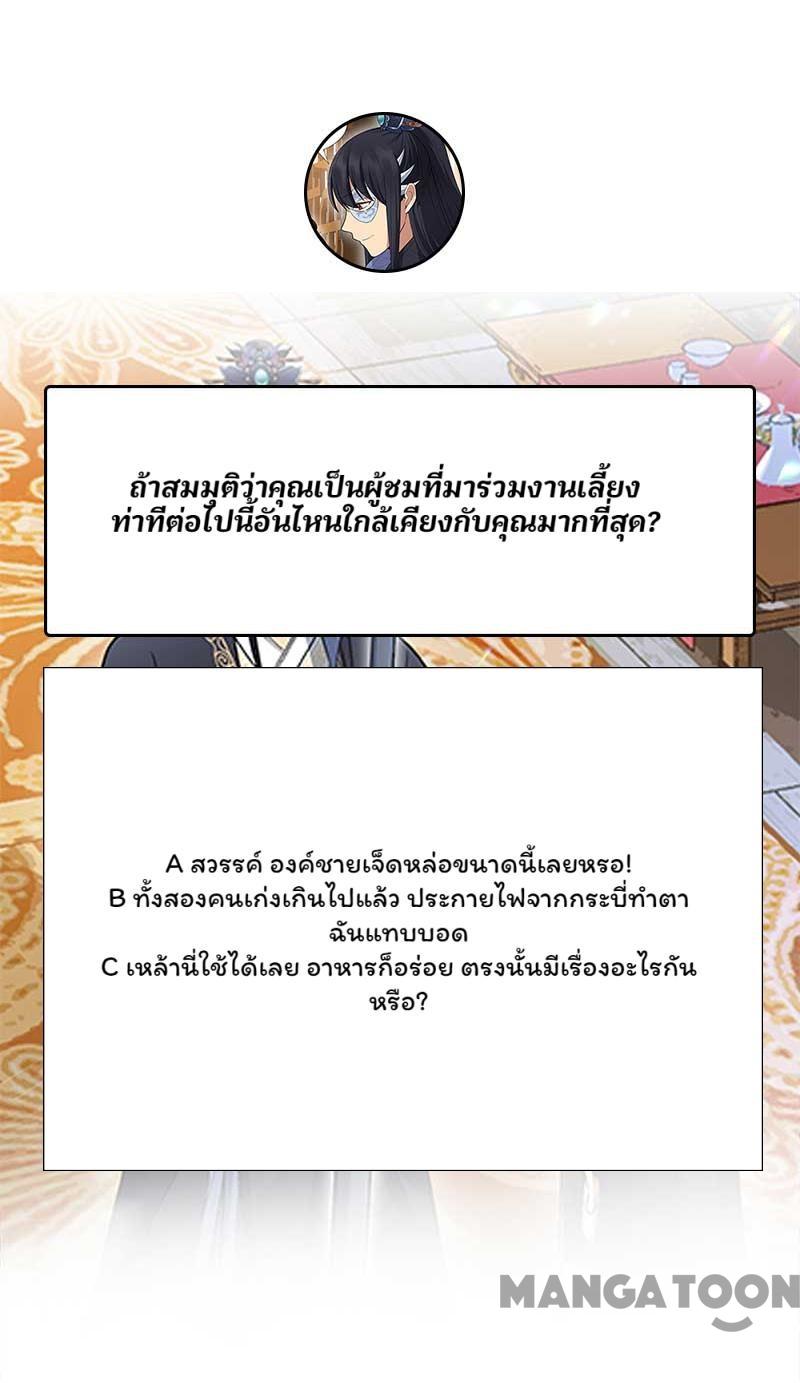 ถ้าสมมุติว่าคุณเป็นผู้ชมที่มาร่วมงานเลี้ยง
ท่าทีต่อไปนี้อันไหนใกล้เคียงกับคุณมากที่สุด?
A สวรรค์ องค์ชายเจ็ดหล่อขนาดนี้เลยหรอ!
B ทั้งสองคนเก่งเกินไปแล้ว ประกายไฟจากกระบี่ทำตา
ฉันแทบบอด
C เหล้านี่ใช้ได้เลย อาหารก็อร่อย ตรงนั้นมีเรื่องอะไรกัน
หรือ?
MANGATOON